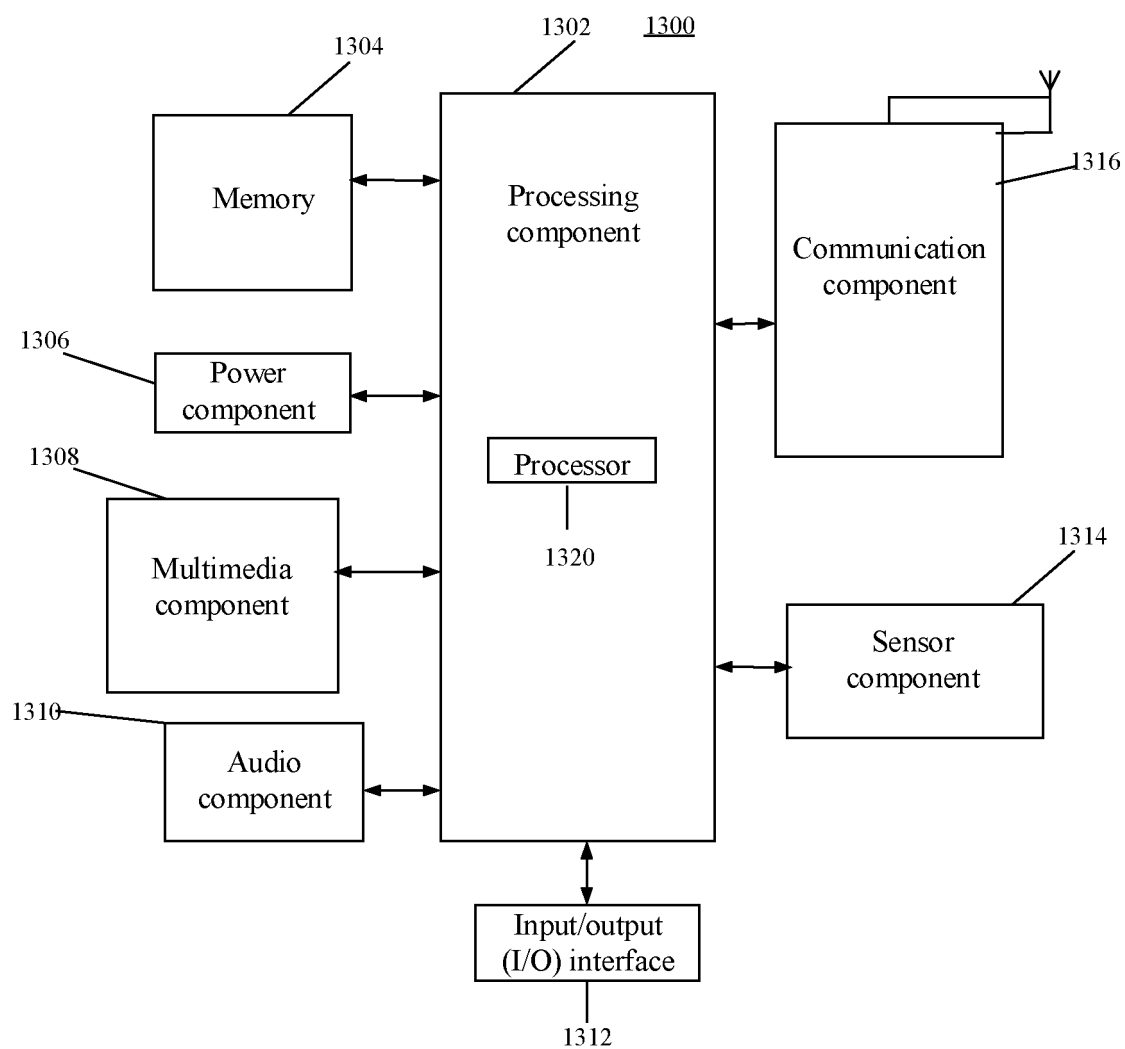 1302
1300
1304
Memory
Processing
component
1316
Communication
component
1306
Power
component
1308
Processor
1320
Multimedia
component
1314
Sensor
component
1310
Audio
component
Input/output
(I/O) interface
1312